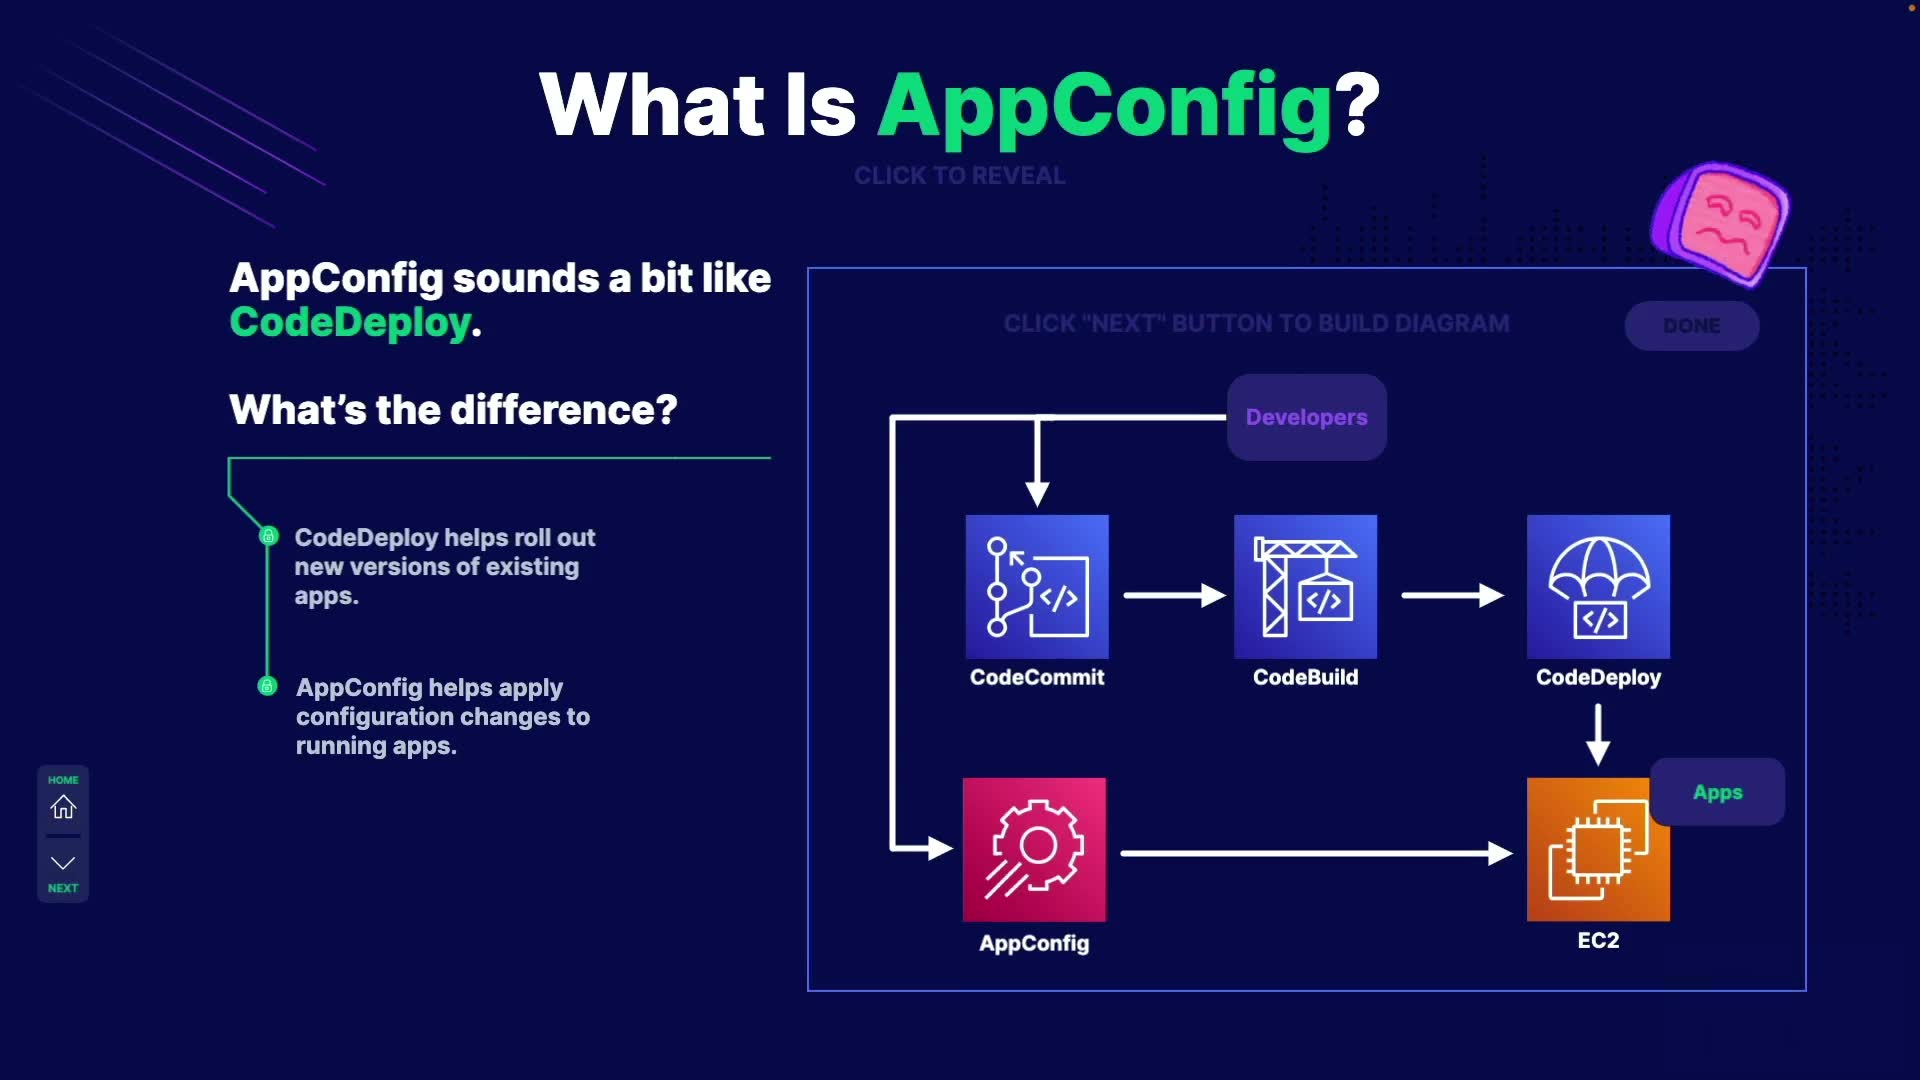 What Is AppConfig?
CLICK TO REVEAL
AppConfig sounds a bit like
CodeDeploy.
What's the difference?
CodeDeploy helps roll out
new versions of existing
apps.
AppConfig helps apply
configuration changes to
running apps.
HOME
NEXT
CLICK "NEXT" BUTTON TO BUILD DIAGRAM
DONE
Developers
CodeCommit
CodeBuild
CodeDeploy
Apps
AppConfig
EC2